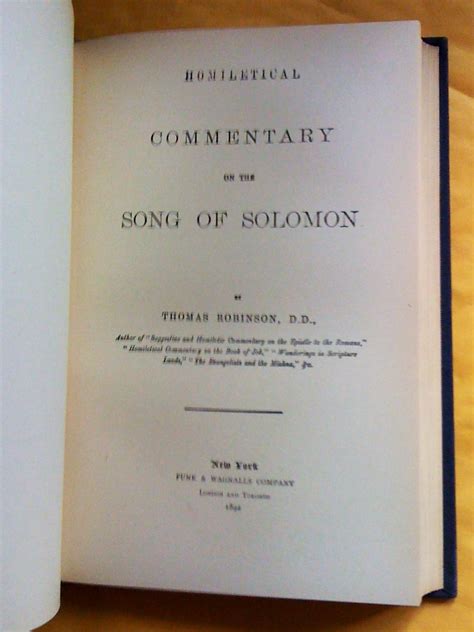 HOMILETICAL
COMMENTARY
ON THE
SONG OF SOLOMON
BY
THOMAS ROBINSON, D.D.,
Author of "Suggestive and Homiletic Commentary on the Epistle to the Romans,"
"Homiletical Commentary on the Book of Job," "Wanderings in Scripture
Lands," "The Evangelists and the Mishna," &c.
New York
FUNK & WAGNALLS COMPANY
LONDON AND TORONTO
1892